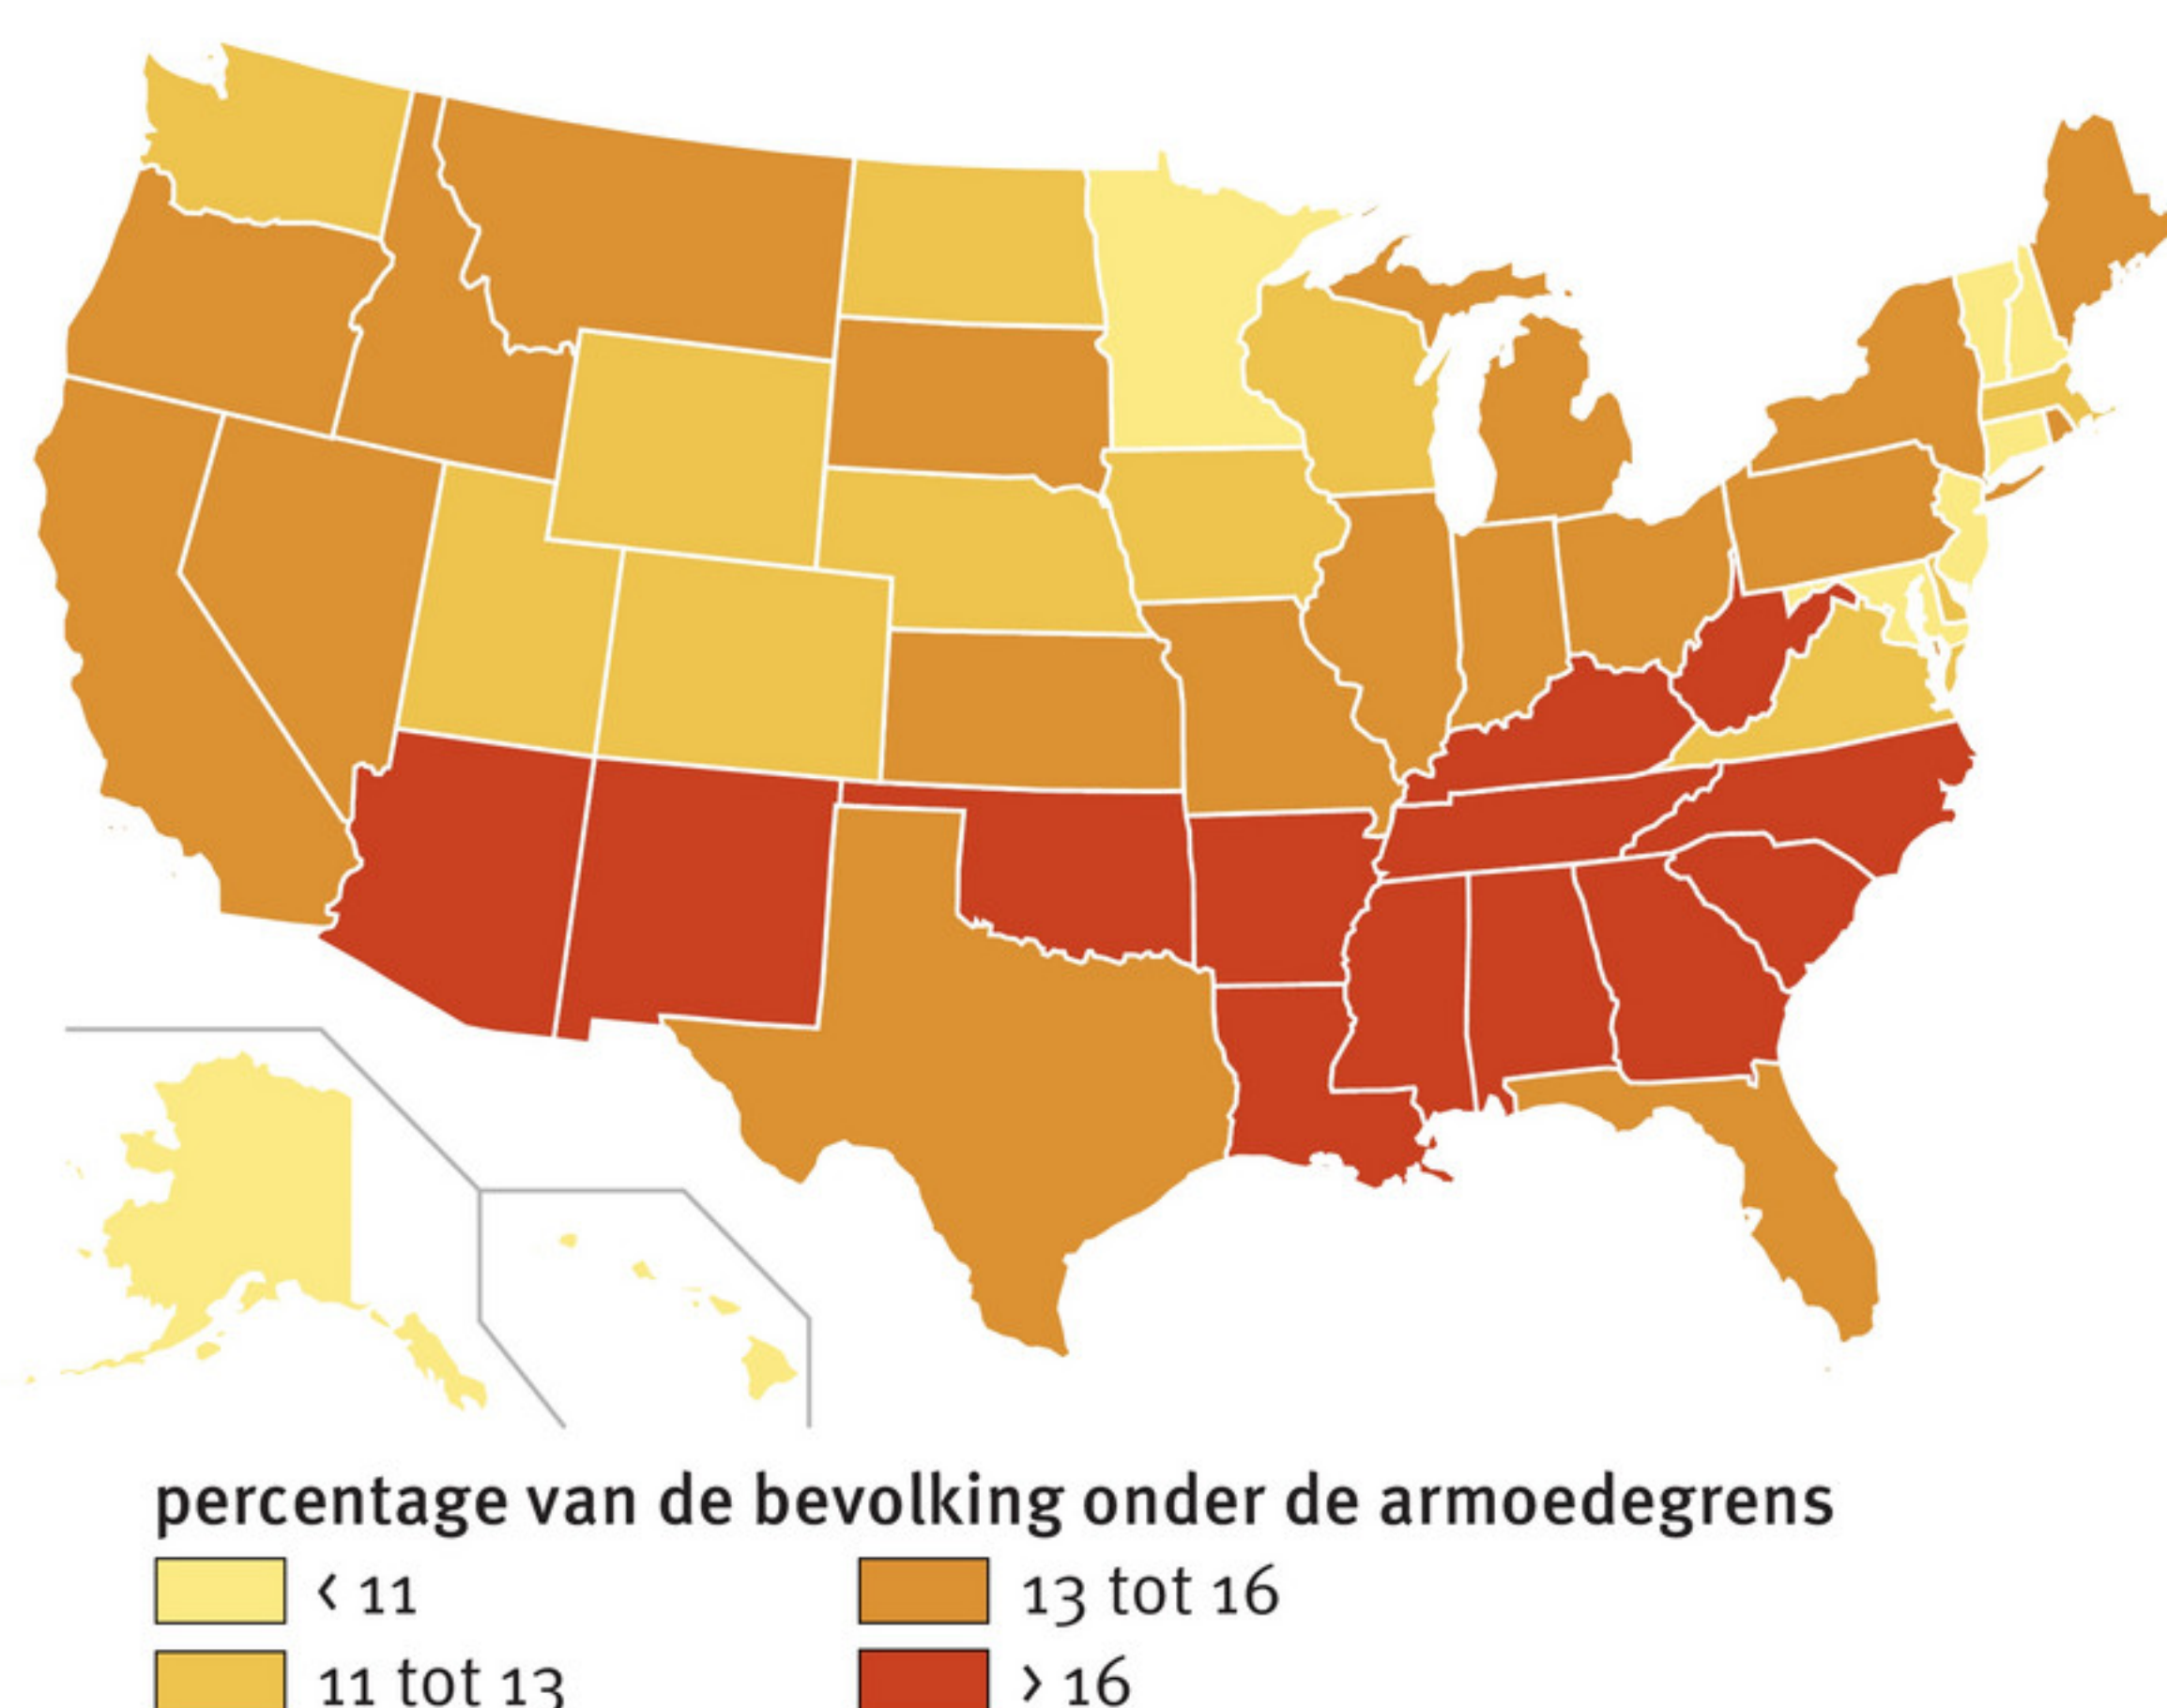 percentage van de bevolking onder de armoedegrens
< 11
13 tot 16
11 tot 13
> 16